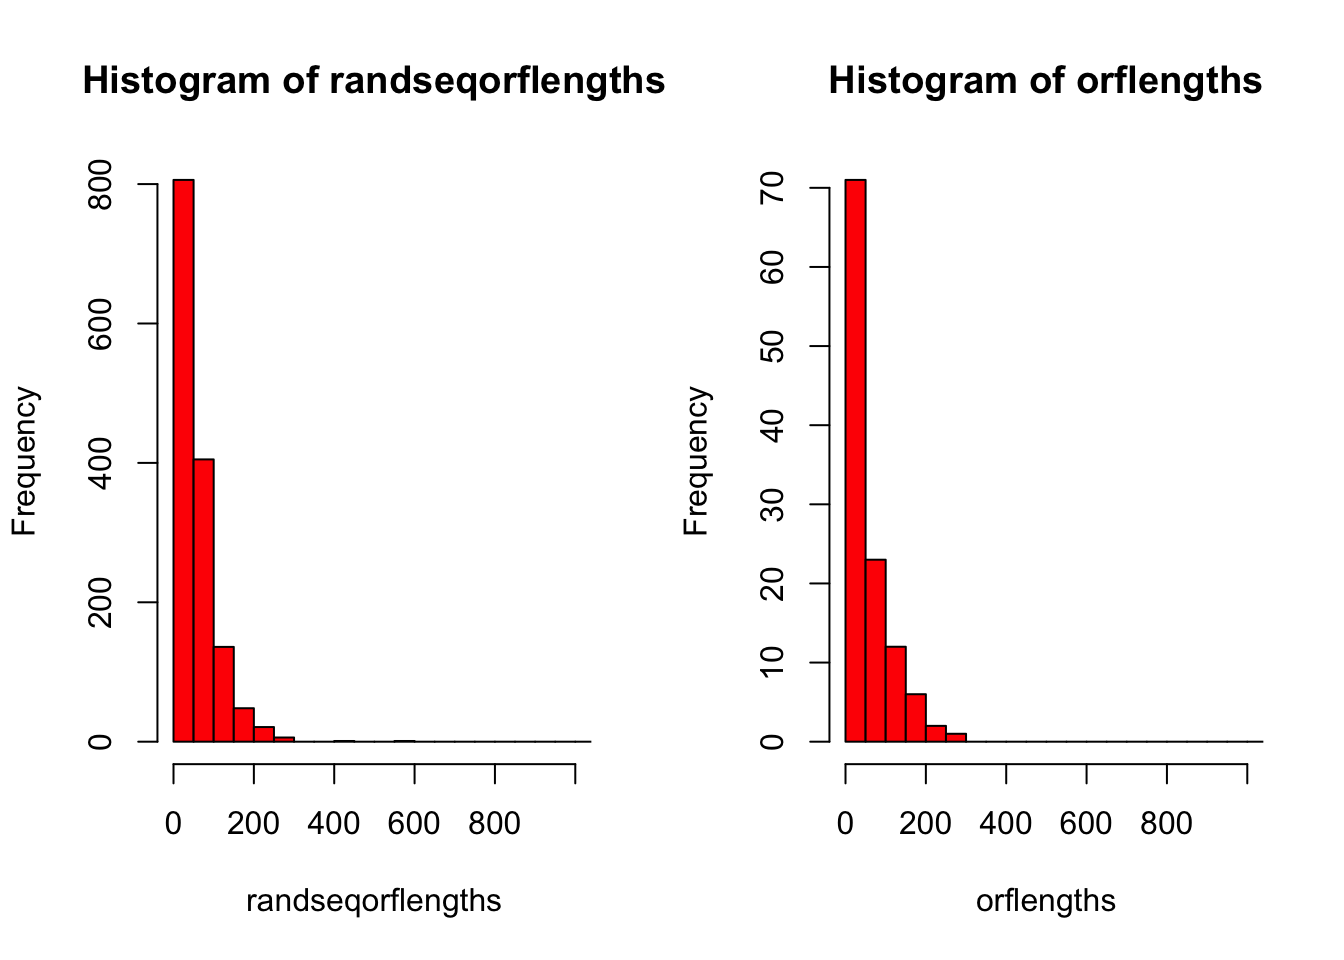 Histogram of randseqorflengths
Frequency
800
600
400
200
0
0 200 400 600 800
randseqorflengths
Histogram of orflengths
Frequency
70
60
50
40
30
20
10
0
0 200 400 600 800
orflengths